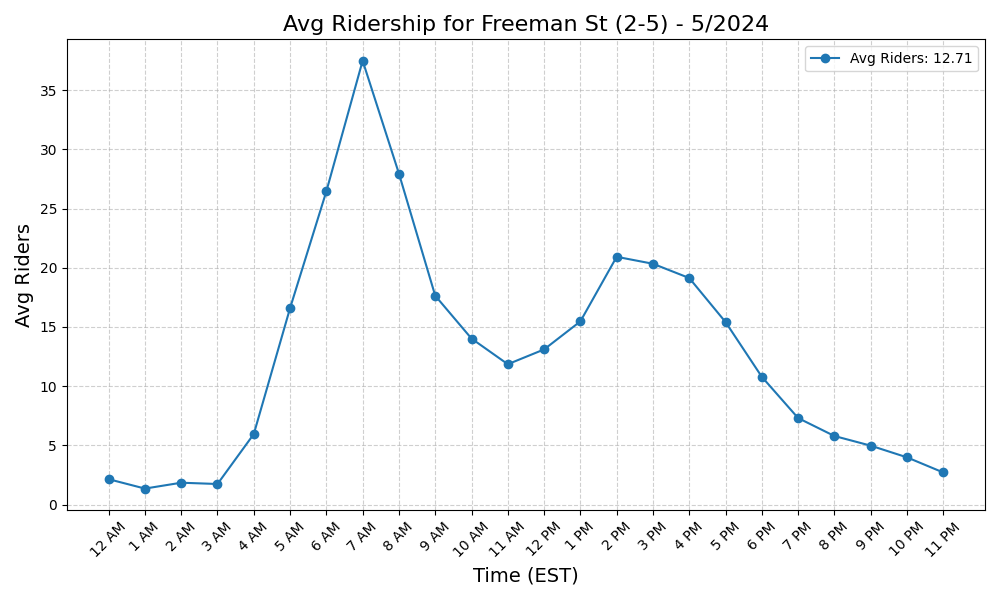 Avg Ridership for Freeman St (2-5) - 5/2024
Avg Riders: 12.71
Avg Riders
35
30
25
20
15
10
5
0
12 AM
1 AM
2 AM
3 AM
4 AM
5 AM
6 AM
7 AM
8 AM
9 AM
10 AM
11 AM
12 PM
1 PM
2 PM
3 PM
4 PM
5 PM
6 PM
7 PM
8 PM
9 PM
10 PM
11 PM
Time (EST)